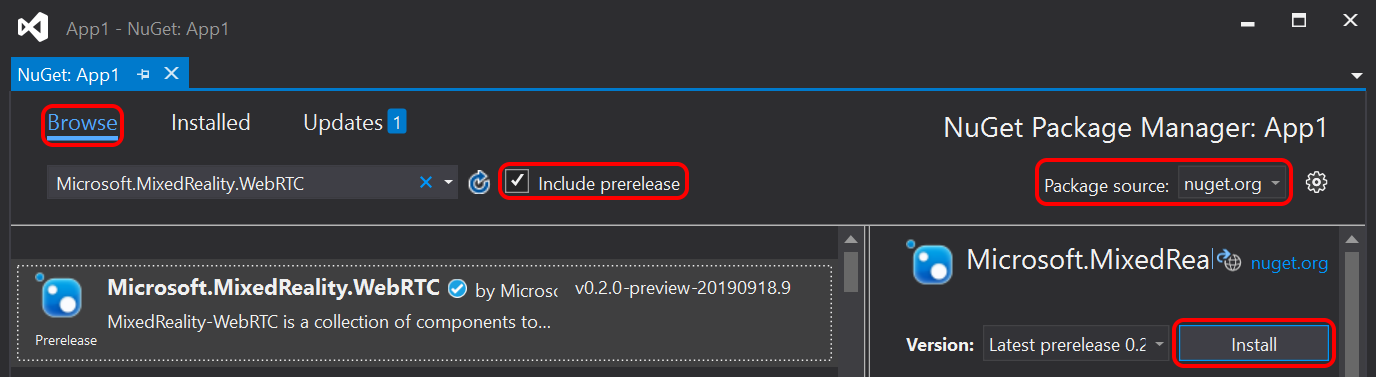 App1 - NuGet: App1
NuGet: App1
Browse Installed Updates 1
NuGet Package Manager: App1
Microsoft.MixedReality.WebRTC Include prerelease Package source: nuget.org
Microsoft.MixedReality.WebRTC by Microsc v0.2.0-preview-20190918.9
MixedReality-WebRTC is a collection of components to...
Prerelease
Microsoft.MixedReal nuget.org
Version: Latest prerelease 0.2 Install